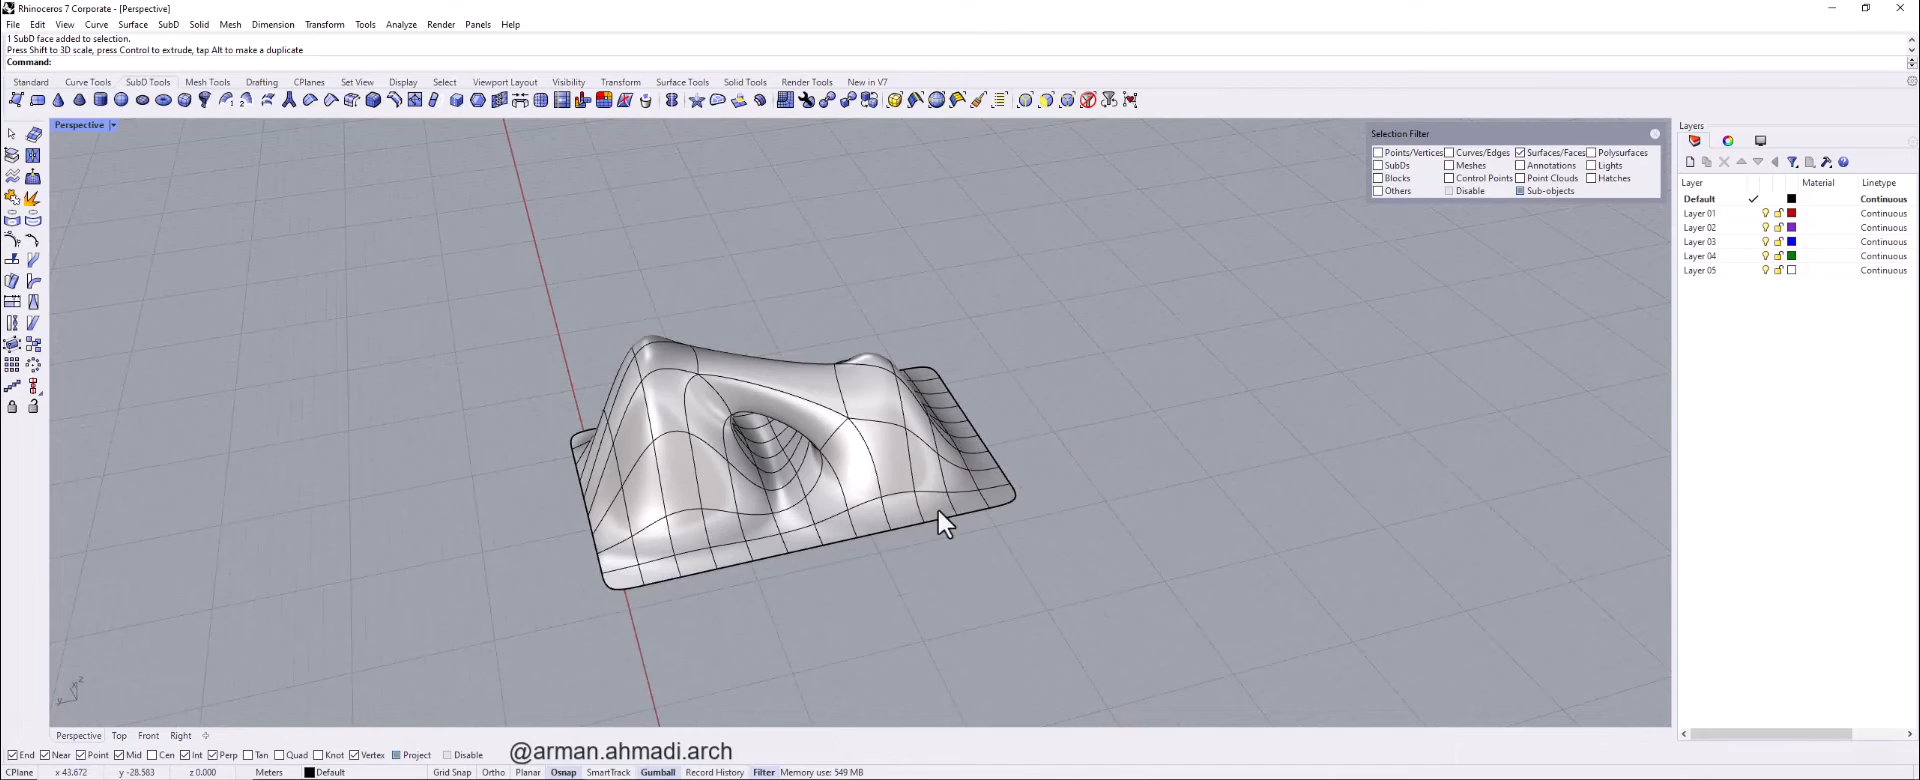 Rhinoceros 7 Corporate - [Perspective]
File Edit View Curve Surface SubD Solid Mesh Dimension Transform Tools Analyze Render Panels Help
1 SubD face added to selection.
Press Shift to 3D scale, press Control to extrude, tap Alt to make a duplicate
Command:
Standard Curve Tools SubD Tools Mesh Tools Drafting CPlanes Set View Display Select Viewport Layout Visibility Transform Surface Tools Solid Tools Render Tools New in V7
Perspective
Selection Filter
Points/Vertices Curves/Edges Surfaces/Faces Polysurfaces
SubDs Meshes Annotations Lights
Blocks Control Points Point Clouds Hatches
Others Disable Sub-objects
Layers
Layer Material Linetype
Default Continuous
Layer 01 Continuous
Layer 02 Continuous
Layer 03 Continuous
Layer 04 Continuous
Layer 05 Continuous
Perspective Top Front Right
End Near Point Mid Cen Int Perp Tan Quad Knot Vertex Project Disable
@arman.ahmadi.arch
CPlane x 43.672 y -28.583 z 0.000 Meters Default Grid Snap Ortho Planar Osnap SmartTrack Gumball Record History Filter Memory use: 549 MB